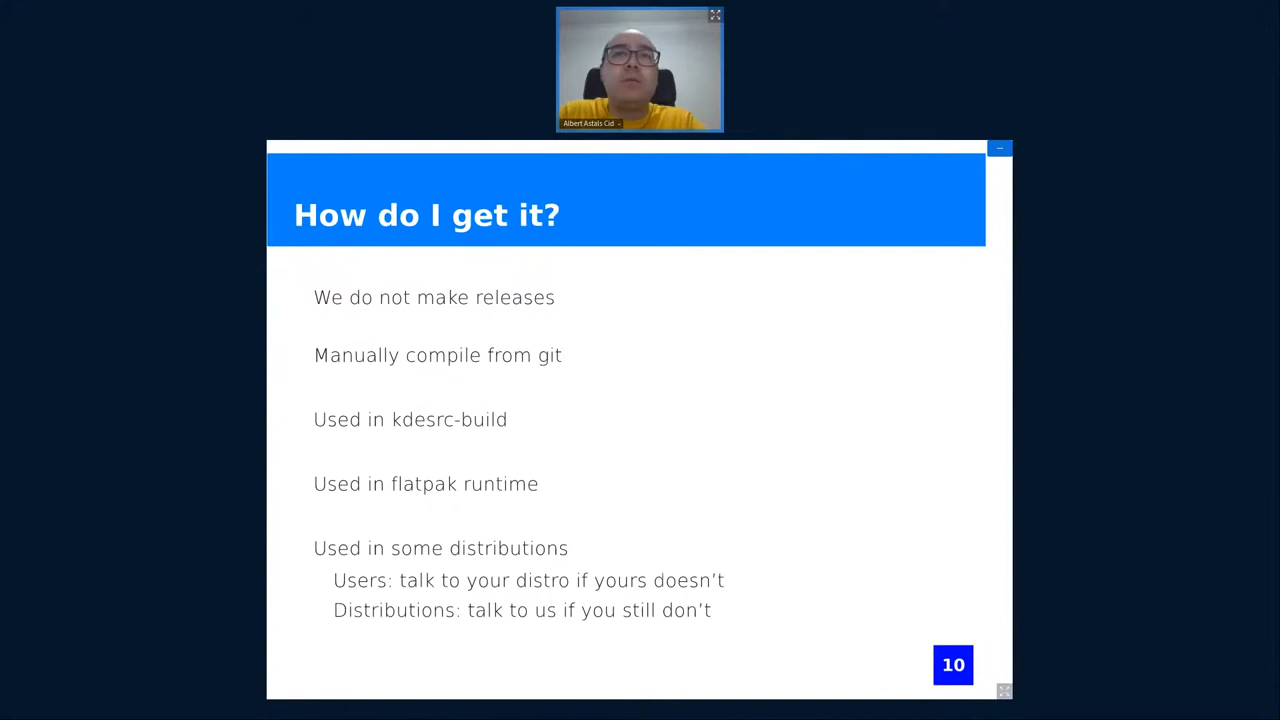 Albert Astals Cid
How do I get it?
We do not make releases
Manually compile from git
Used in kdesrc-build
Used in flatpak runtime
Used in some distributions
Users: talk to your distro if yours doesn’t
Distributions: talk to us if you still don’t
10